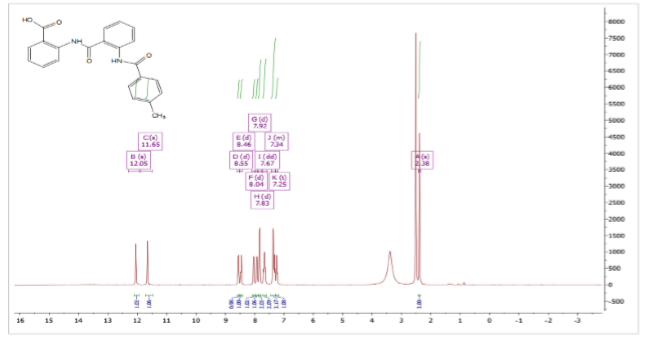 HO
O
NH
O
HN
O
CH₃
G (d)
7.92
C(s)
11.65
E (d)
8.46
J (m)
7.34
B (s)
12.05
D (d)
8.55
I (dd)
7.67
A (s)
2.38
F (d)
8.04
K (t)
7.25
H (d)
7.83
8000
7500
7000
6500
6000
5500
5000
4500
4000
3500
3000
2500
2000
1500
1000
500
0
-500
16 15 14 13 12 11 10 9 8 7 6 5 4 3 2 1 0 -1 -2 -3